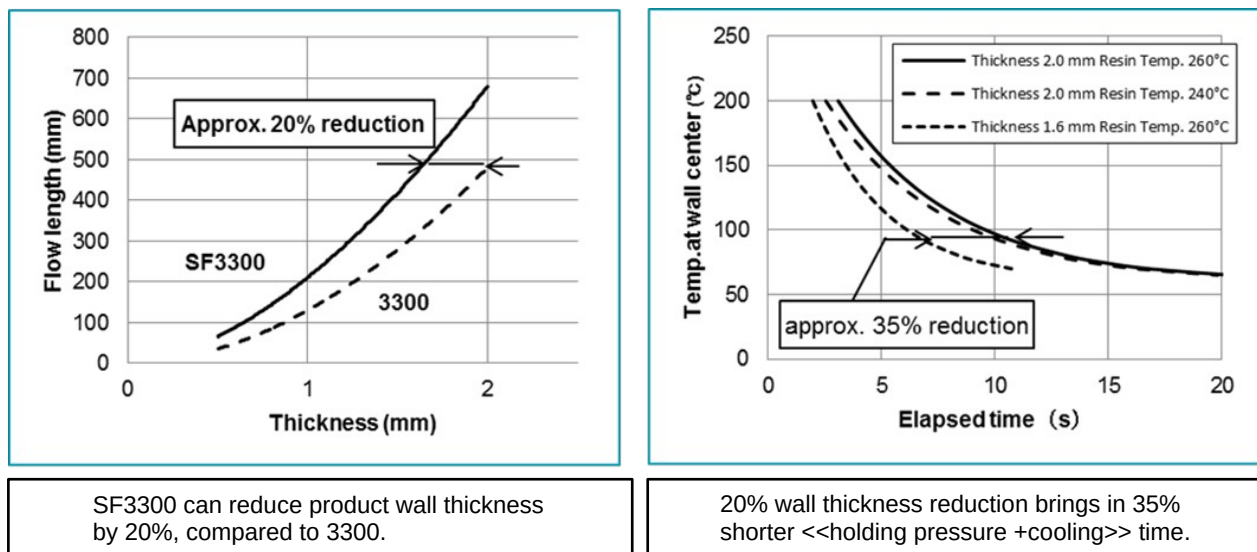 800
700
600
500
400
300
200
100
0
Flow length (mm)
Approx. 20% reduction
SF3300
3300
0
1
2
Thickness (mm)
250
200
150
100
50
0
Temp.at wall center (℃)
Thickness 2.0 mm Resin Temp. 260°C
Thickness 2.0 mm Resin Temp. 240°C
Thickness 1.6 mm Resin Temp. 260°C
approx. 35% reduction
0
5
10
15
20
Elapsed time (s)
SF3300 can reduce product wall thickness
by 20%, compared to 3300.
20% wall thickness reduction brings in 35%
shorter <<holding pressure +cooling>> time.